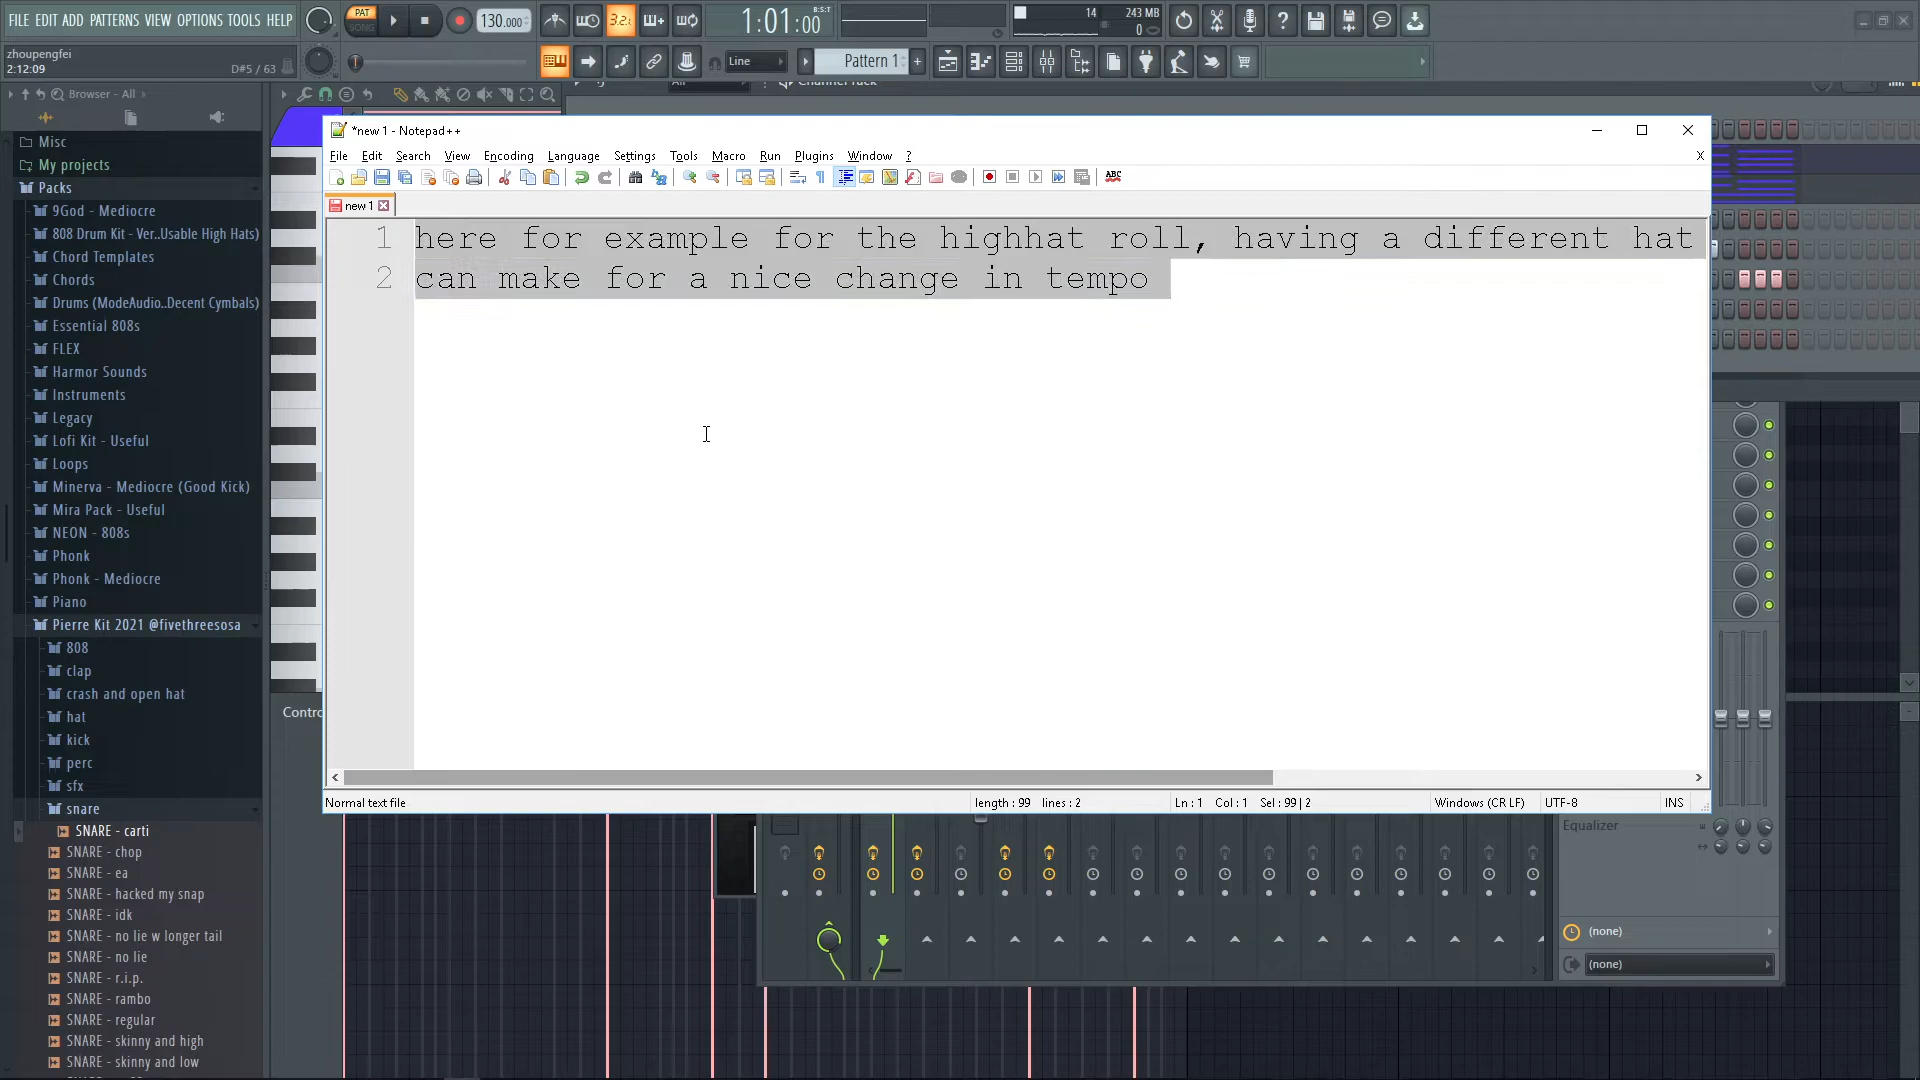 FILE EDIT ADD PATTERNS VIEW OPTIONS TOOLS HELP
PAT
SONG
130.000
3.2.
1:01:00
B:S:T
14
243 MB
0
zhoupengfei
2:12:09
D#5 / 63
Line
Pattern 1
Browser - All
Misc
My projects
Packs
9God - Mediocre
808 Drum Kit - Ver..Usable High Hats)
Chord Templates
Chords
Drums (ModeAudio..Decent Cymbals)
Essential 808s
FLEX
Harmor Sounds
Instruments
Legacy
Lofi Kit - Useful
Loops
Minerva - Mediocre (Good Kick)
Mira Pack - Useful
NEON - 808s
Phonk
Phonk - Mediocre
Piano
Pierre Kit 2021 @fivethreesosa
808
clap
crash and open hat
hat
kick
perc
sfx
snare
SNARE - carti
SNARE - chop
SNARE - ea
SNARE - hacked my snap
SNARE - idk
SNARE - no lie w longer tail
SNARE - no lie
SNARE - r.i.p.
SNARE - rambo
SNARE - regular
SNARE - skinny and high
SNARE - skinny and low
*new 1 - Notepad++
File Edit Search View Encoding Language Settings Tools Macro Run Plugins Window ?
X
ABC
new 1
1 here for example for the highhat roll, having a different hat
2 can make for a nice change in tempo
Normal text file
length : 99 lines : 2
Ln : 1 Col : 1 Sel : 99 | 2
Windows (CR LF)
UTF-8
INS
Contro
Equalizer
(none)
(none)